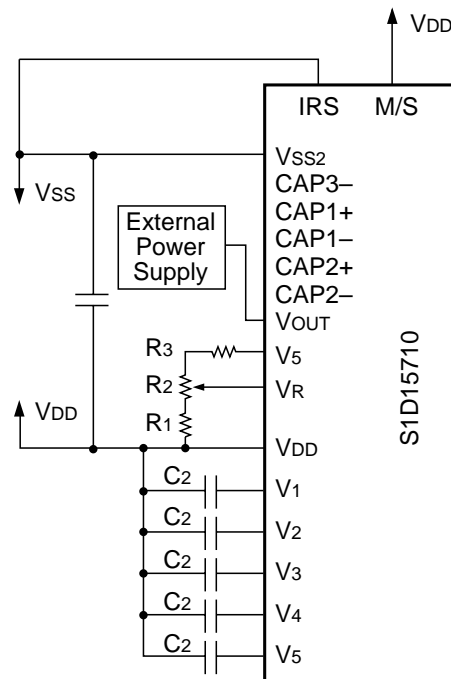 VDD
IRS M/S
VSS2
VSS
CAP3–
CAP1+
CAP1–
CAP2+
CAP2–
VOUT
External
Power
Supply
R3
V5
R2
VR
R1
VDD
VDD
S1D15710
C2
V1
C2
V2
C2
V3
C2
V4
C2
V5